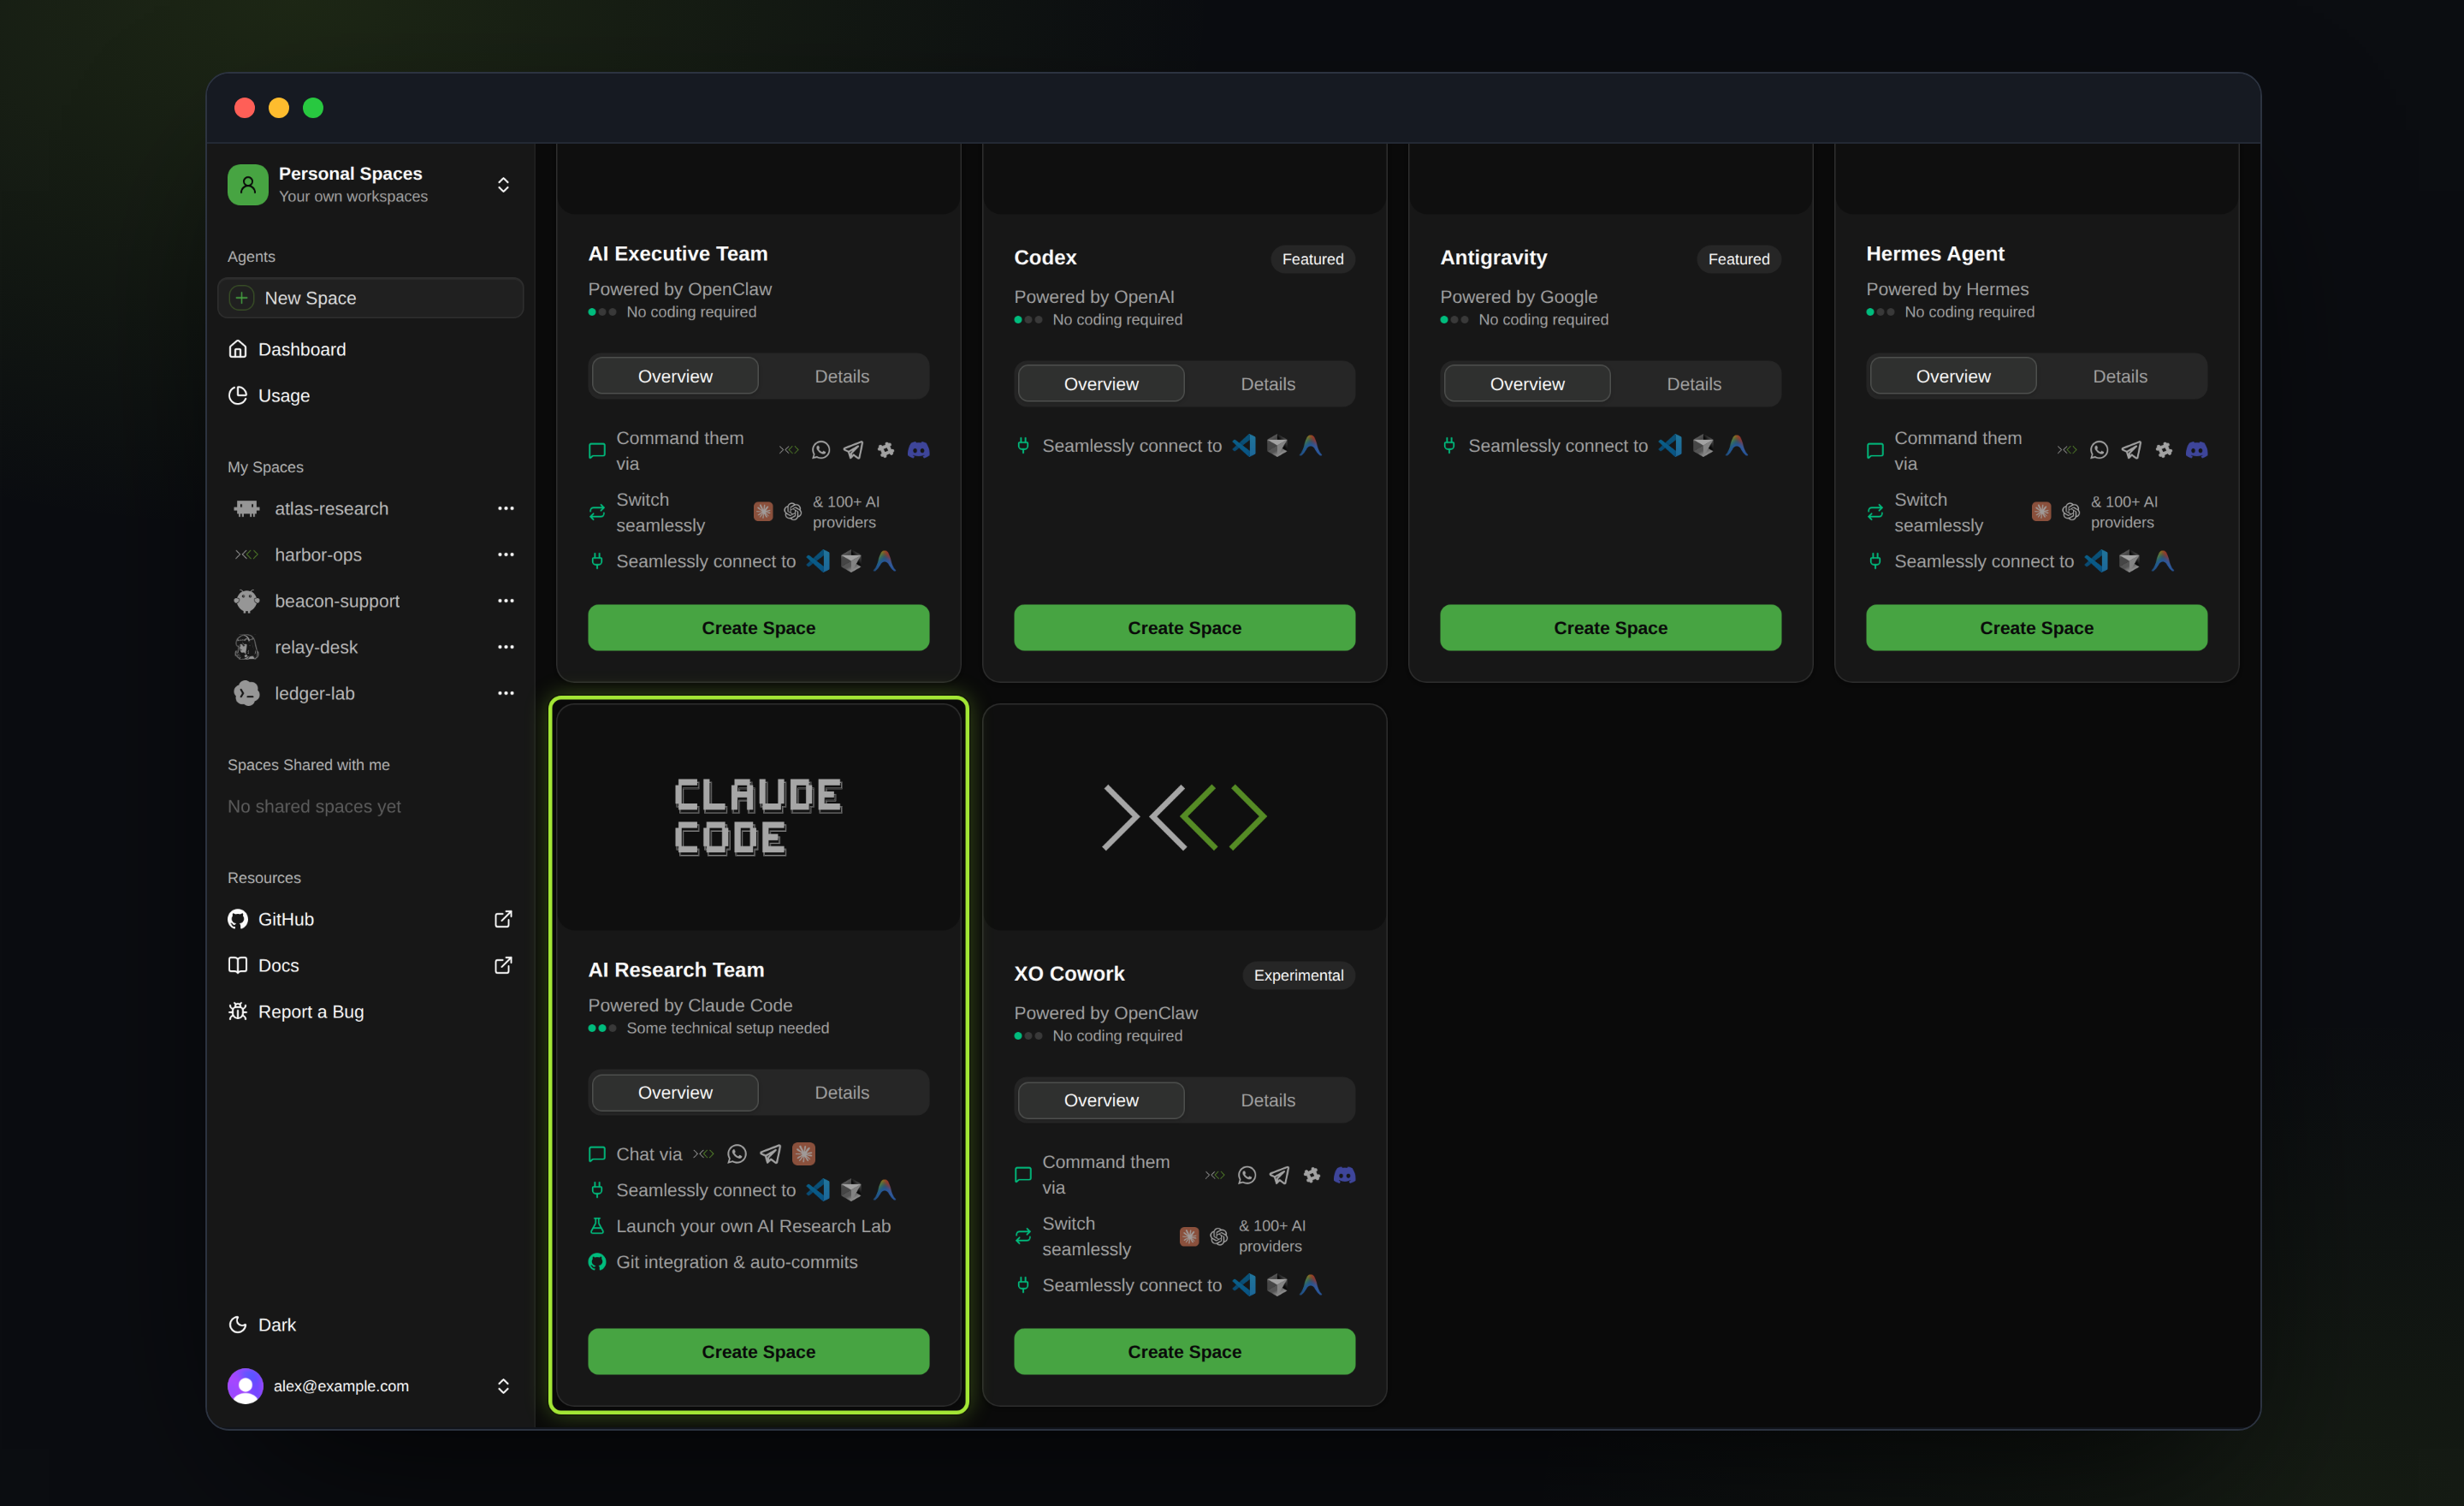 Personal Spaces
Your own workspaces
Agents
New Space
Dashboard
Usage
My Spaces
atlas-research
harbor-ops
beacon-support
relay-desk
ledger-lab
Spaces Shared with me
No shared spaces yet
Resources
GitHub
Docs
Report a Bug
Dark
alex@example.com
AI Executive Team
Powered by OpenClaw
No coding required
Overview Details
Command them
via
Switch
seamlessly
& 100+ AI
providers
Seamlessly connect to
Create Space
Codex Featured
Powered by OpenAI
No coding required
Overview Details
Seamlessly connect to
Create Space
Antigravity Featured
Powered by Google
No coding required
Overview Details
Seamlessly connect to
Create Space
Hermes Agent
Powered by Hermes
No coding required
Overview Details
Command them
via
Switch
seamlessly
& 100+ AI
providers
Seamlessly connect to
Create Space
CLAUDE
CODE
AI Research Team
Powered by Claude Code
Some technical setup needed
Overview Details
Chat via
Seamlessly connect to
Launch your own AI Research Lab
Git integration & auto-commits
Create Space
XO Cowork Experimental
Powered by OpenClaw
No coding required
Overview Details
Command them
via
Switch
seamlessly
& 100+ AI
providers
Seamlessly connect to
Create Space